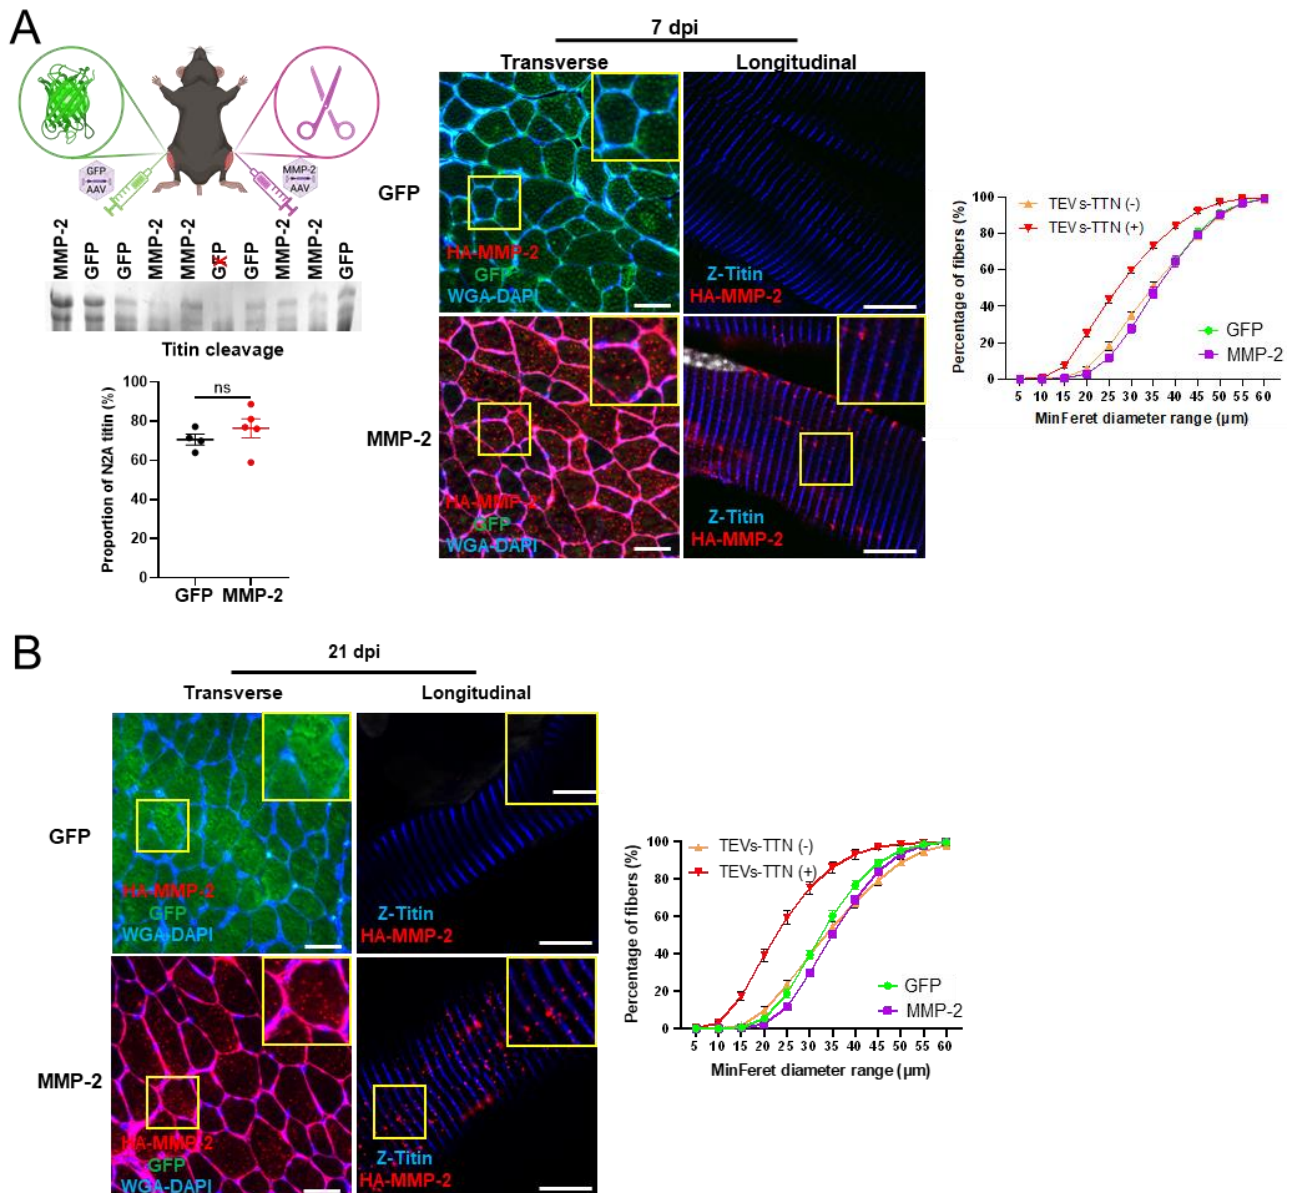 A
7 dpi
Transverse
Longitudinal
GFP
AAV
MMP-2
AAV
MMP-2
GFP
GFP
MMP-2
MMP-2
GFP
GFP
MMP-2
MMP-2
GFP
Titin cleavage
Proportion of N2A titin (%)
100
80
60
40
20
0
ns
GFP
MMP-2
GFP
HA-MMP-2
GFP
WGA-DAPI
Z-Titin
HA-MMP-2
MMP-2
HA-MMP-2
GFP
WGA-DAPI
Z-Titin
HA-MMP-2
Percentage of fibers (%)
100
80
60
40
20
0
TEVs-TTN (-)
TEVs-TTN (+)
GFP
MMP-2
5 10 15 20 25 30 35 40 45 50 55 60
MinFeret diameter range (µm)
B
21 dpi
Transverse
Longitudinal
GFP
HA-MMP-2
GFP
WGA-DAPI
Z-Titin
HA-MMP-2
MMP-2
HA-MMP-2
GFP
WGA-DAPI
Z-Titin
HA-MMP-2
Percentage of fibers (%)
100
80
60
40
20
0
TEVs-TTN (-)
TEVs-TTN (+)
GFP
MMP-2
5 10 15 20 25 30 35 40 45 50 55 60
MinFeret diameter range (µm)